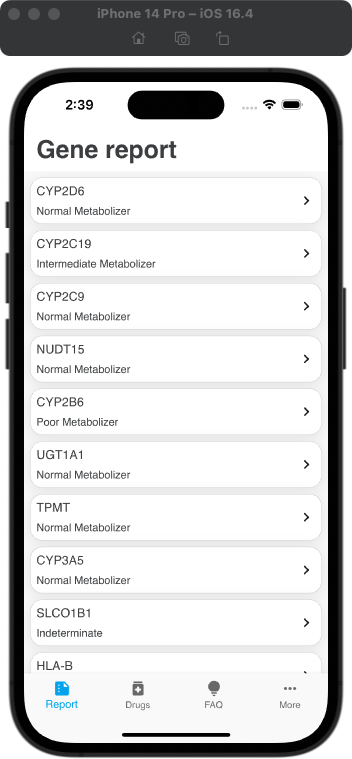 iPhone 14 Pro – iOS 16.4
2:39
Gene report
CYP2D6
Normal Metabolizer
CYP2C19
Intermediate Metabolizer
CYP2C9
Normal Metabolizer
NUDT15
Normal Metabolizer
CYP2B6
Poor Metabolizer
UGT1A1
Normal Metabolizer
TPMT
Normal Metabolizer
CYP3A5
Normal Metabolizer
SLCO1B1
Indeterminate
HLA-B
Report Drugs FAQ More